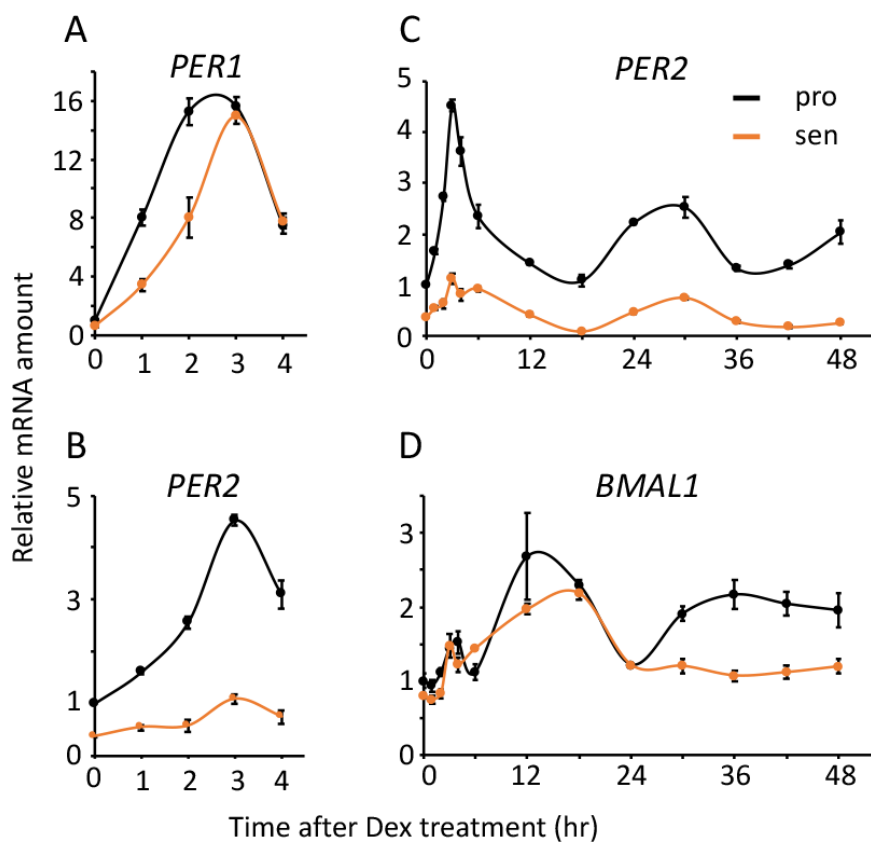 A
PER1
16
12
8
4
0
0 1 2 3 4
C
PER2
pro
sen
5
4
3
2
1
0
0 12 24 36 48
B
PER2
5
3
1
0
0 1 2 3 4
D
BMAL1
3
2
1
0
0 12 24 36 48
Relative mRNA amount
Time after Dex treatment (hr)